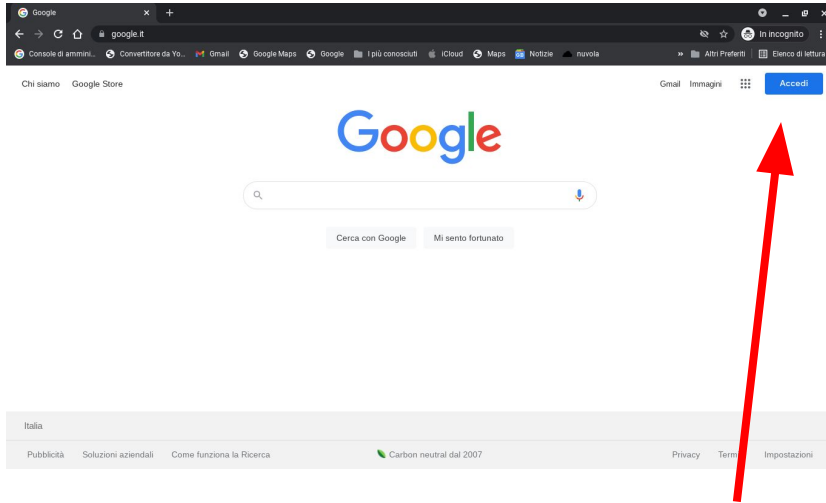 Google
google.it
In incognito
Console di ammini... Convertitore da Yo... Gmail Google Maps Google I più conosciuti iCloud Maps Notizie nuvola » Altri Preferiti Elenco di lettura
Chi siamo Google Store Gmail Immagini Accedi
Google
Cerca con Google Mi sento fortunato
Italia
Pubblicità Soluzioni aziendali Come funziona la Ricerca Carbon neutral dal 2007 Privacy Impostazioni